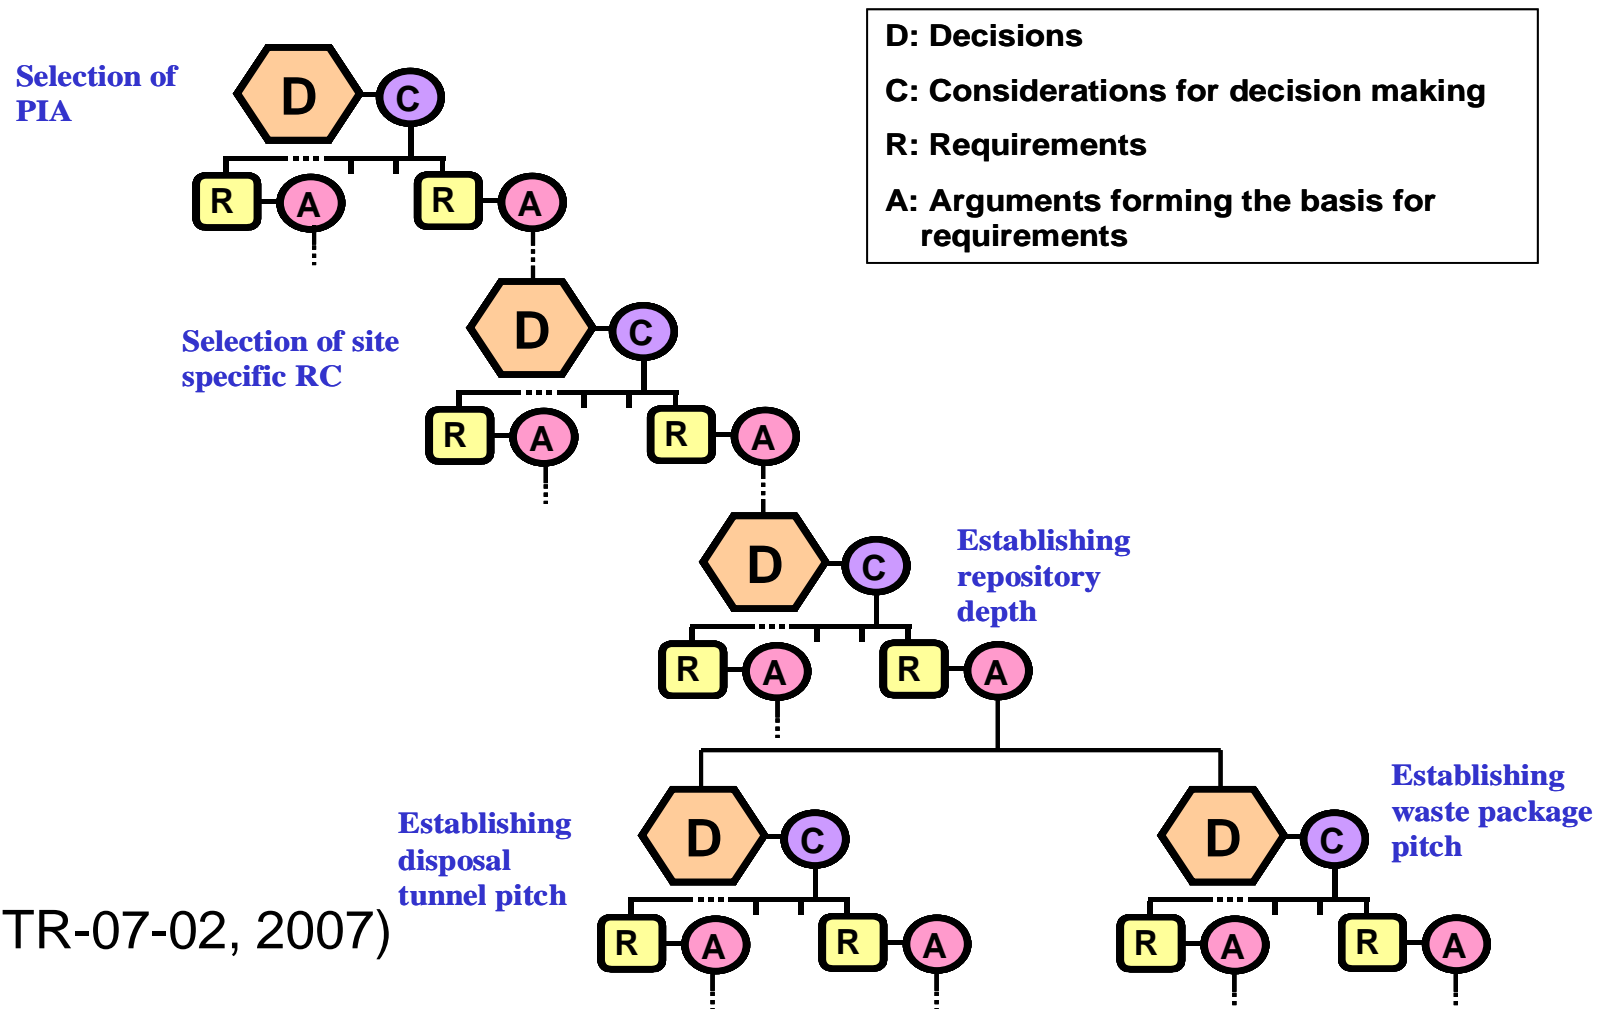 D: Decisions
C: Considerations for decision making
R: Requirements
A: Arguments forming the basis for
requirements
Selection of
PIA
D C
R A R A
Selection of site
specific RC
D C
R A R A
Establishing
repository
depth
D C
R A R A
Establishing
disposal
tunnel pitch
D C
R A R A
Establishing
waste package
pitch
D C
R A R A
TR-07-02, 2007)